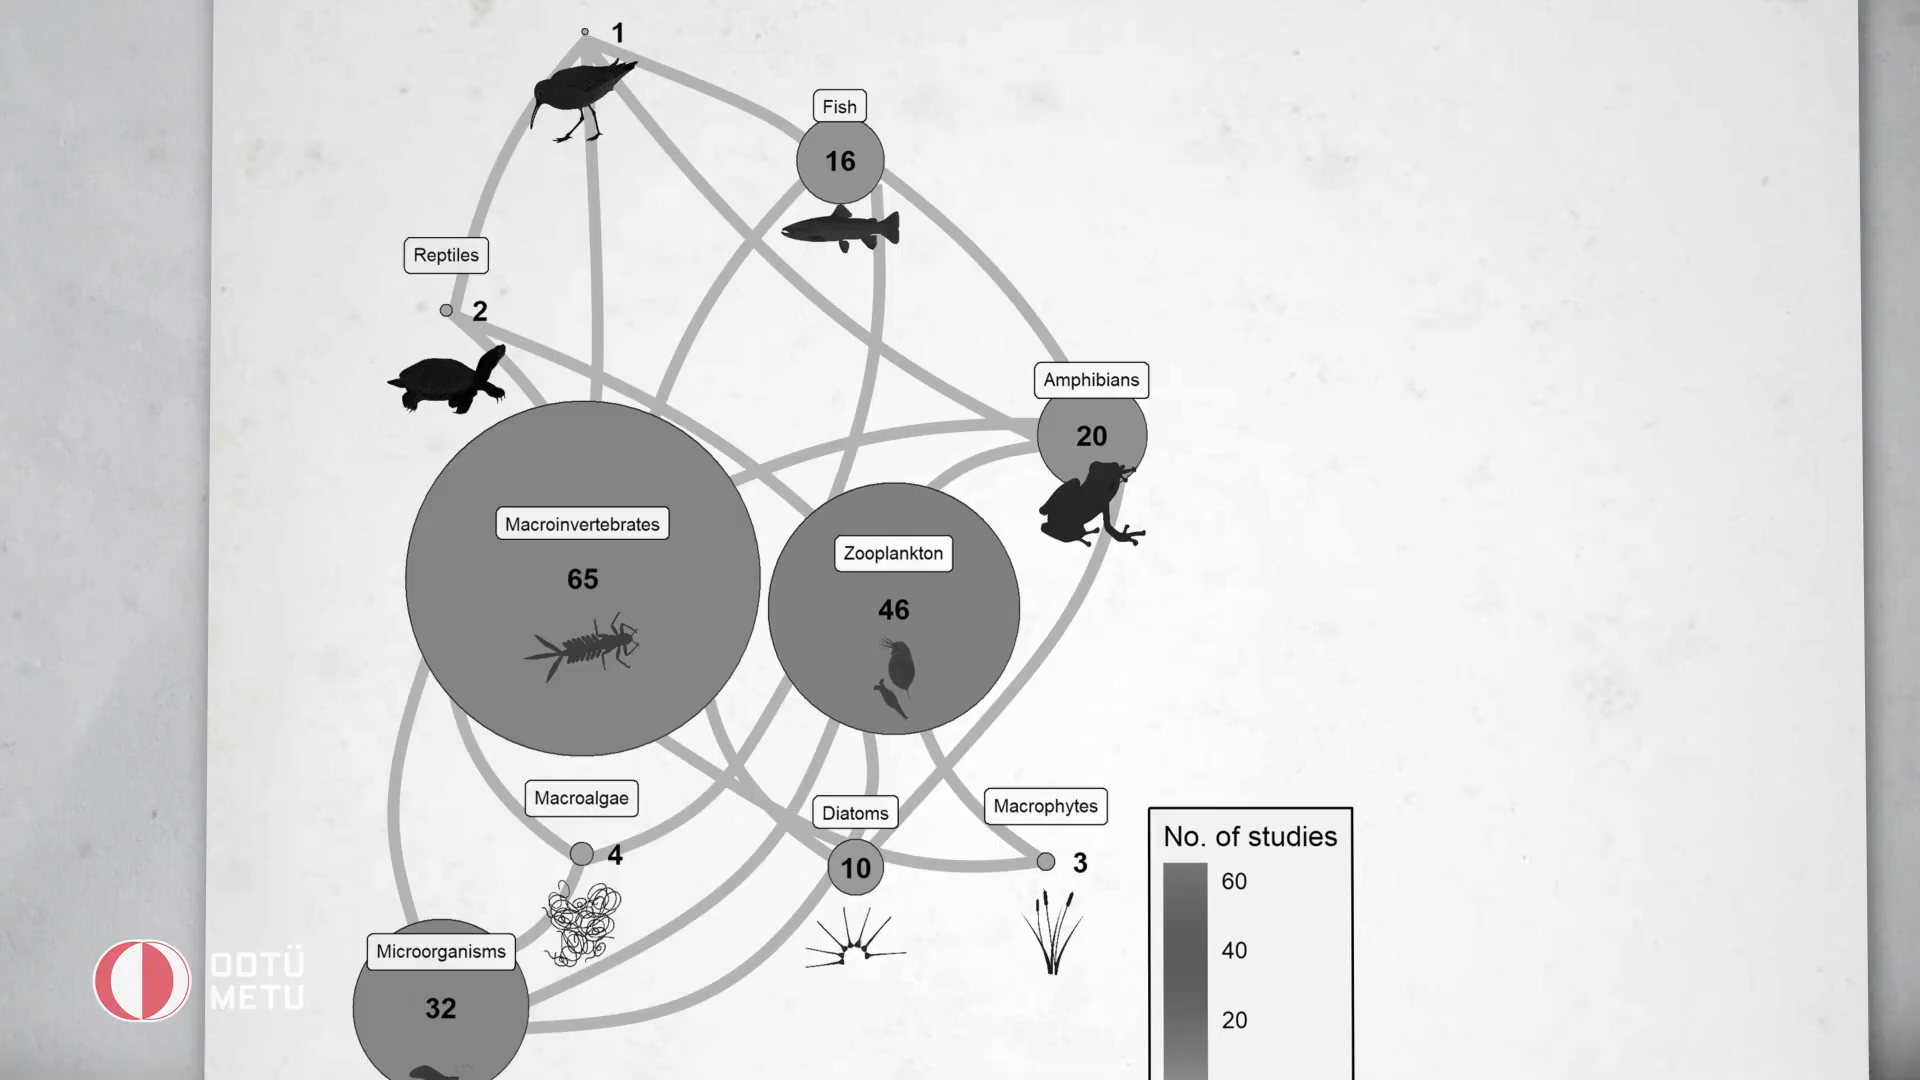 1
Fish
16
Reptiles
2
Amphibians
20
Macroinvertebrates
65
Zooplankton
46
Macroalgae
4
Diatoms
10
Macrophytes
3
Microorganisms
32
No. of studies
60
40
20
ODTÜ
METU